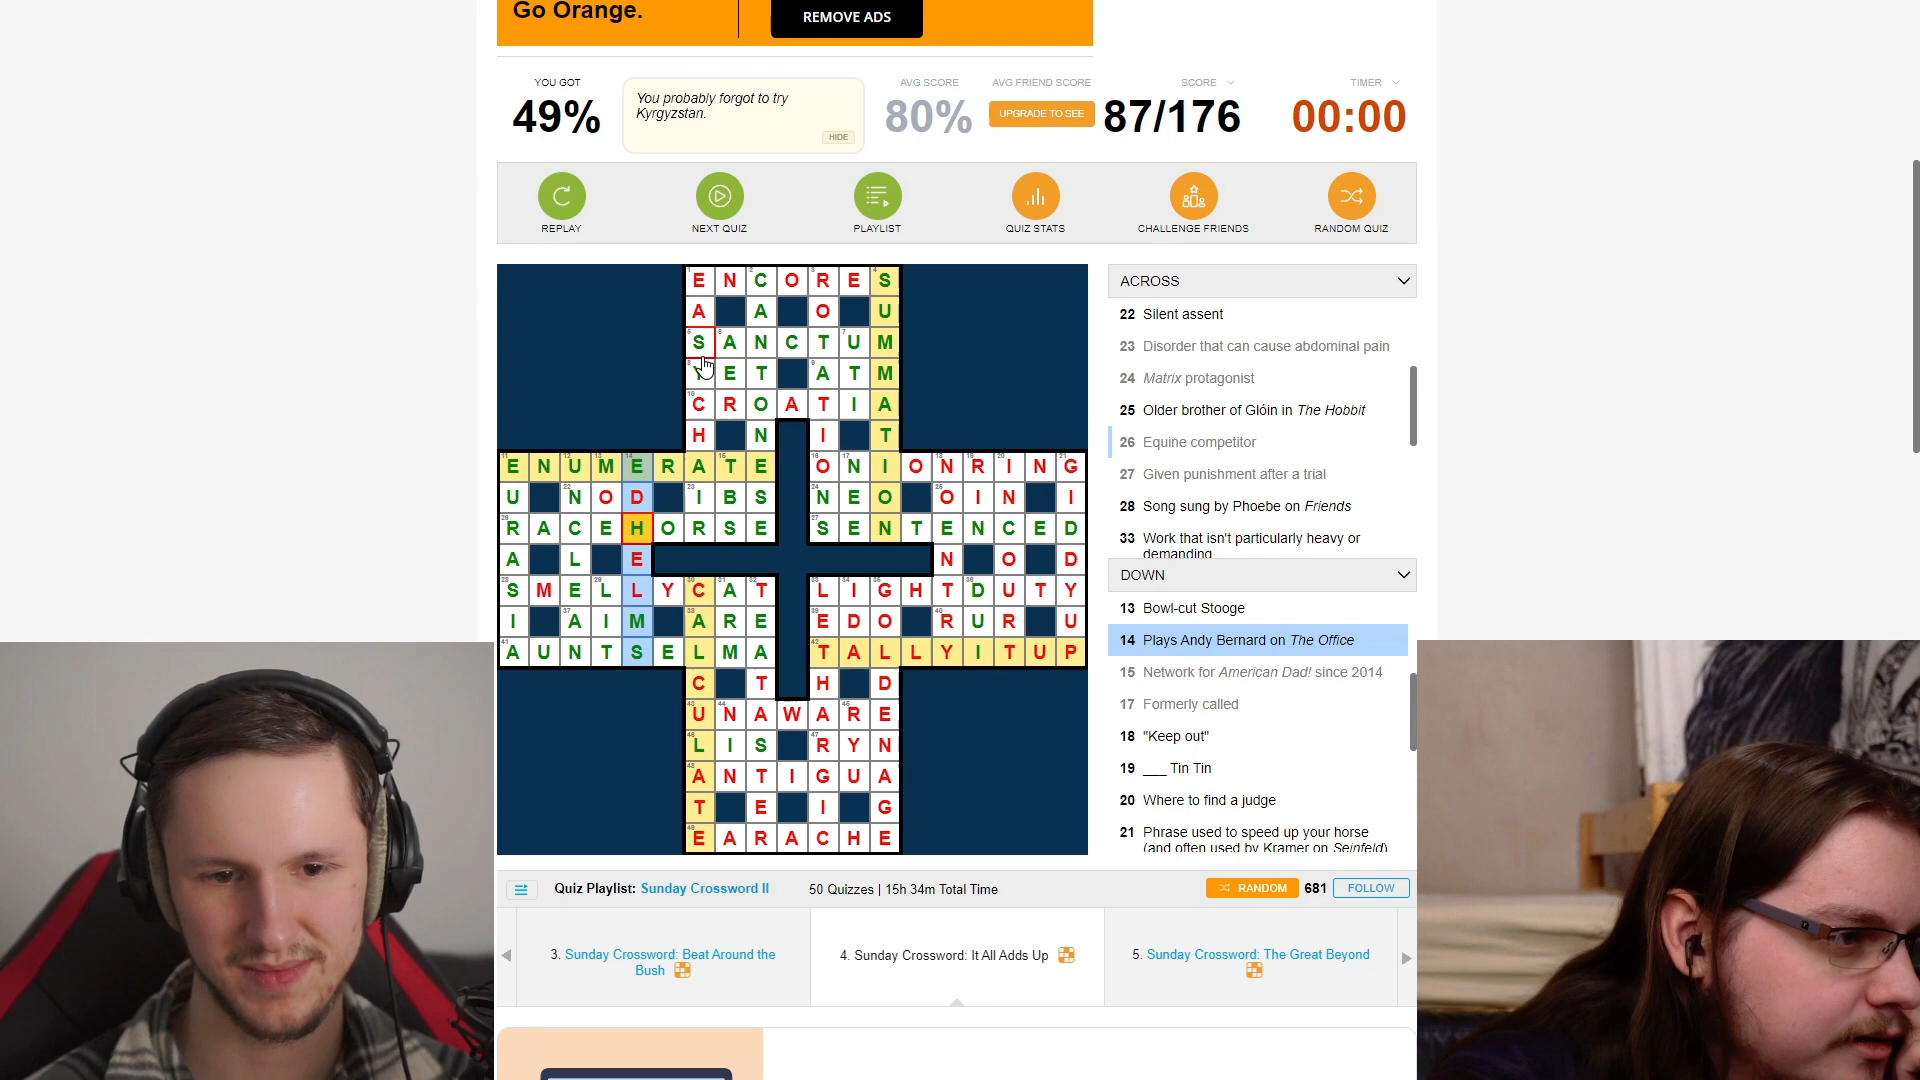 Go Orange.
REMOVE ADS
YOU GOT
49%
You probably forgot to try
Kyrgyzstan.
HIDE
AVG SCORE
80%
AVG FRIEND SCORE
UPGRADE TO SEE
SCORE
87/176
TIMER
00:00
REPLAY
NEXT QUIZ
PLAYLIST
QUIZ STATS
CHALLENGE FRIENDS
RANDOM QUIZ
E N C O R E S
A A O U
S A N C T U M
Y E T A T M
C R O A T I A
H N I T
E N U M E R A T E O N I O N R I N G
U N O D I B S N E O O I N I
R A C E H O R S E S E N T E N C E D
A L E N O D
S M E L L Y C A T L I G H T D U T Y
I A I M A R E E D O R U R U
A U N T S E L M A T A L L Y I T U P
C T H D
U N A W A R E
L I S R Y N
A N T I G U A
T E I G
E A R A C H E
ACROSS
22 Silent assent
23 Disorder that can cause abdominal pain
24 Matrix protagonist
25 Older brother of Glóin in The Hobbit
26 Equine competitor
27 Given punishment after a trial
28 Song sung by Phoebe on Friends
33 Work that isn't particularly heavy or
demanding
DOWN
13 Bowl-cut Stooge
14 Plays Andy Bernard on The Office
15 Network for American Dad! since 2014
17 Formerly called
18 "Keep out"
19 ___ Tin Tin
20 Where to find a judge
21 Phrase used to speed up your horse
(and often used by Kramer on Seinfeld)
Quiz Playlist: Sunday Crossword II
50 Quizzes | 15h 34m Total Time
RANDOM
681
FOLLOW
3. Sunday Crossword: Beat Around the
Bush
4. Sunday Crossword: It All Adds Up
5. Sunday Crossword: The Great Beyond